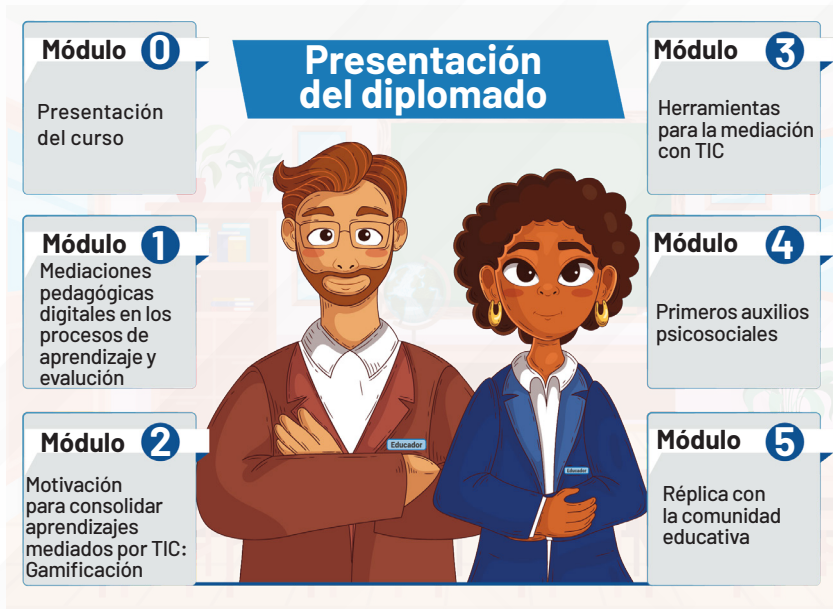 Presentación
del diplomado
Módulo 0
Presentación
del curso
Módulo 1
Mediaciones
pedagógicas
digitales en los
procesos de
aprendizaje y
evalución
Módulo 2
Motivación
para consolidar
aprendizajes
mediados por TIC:
Gamificación
Módulo 3
Herramientas
para la mediación
con TIC
Módulo 4
Primeros auxilios
psicosociales
Módulo 5
Réplica con
la comunidad
educativa
Educador
Educador